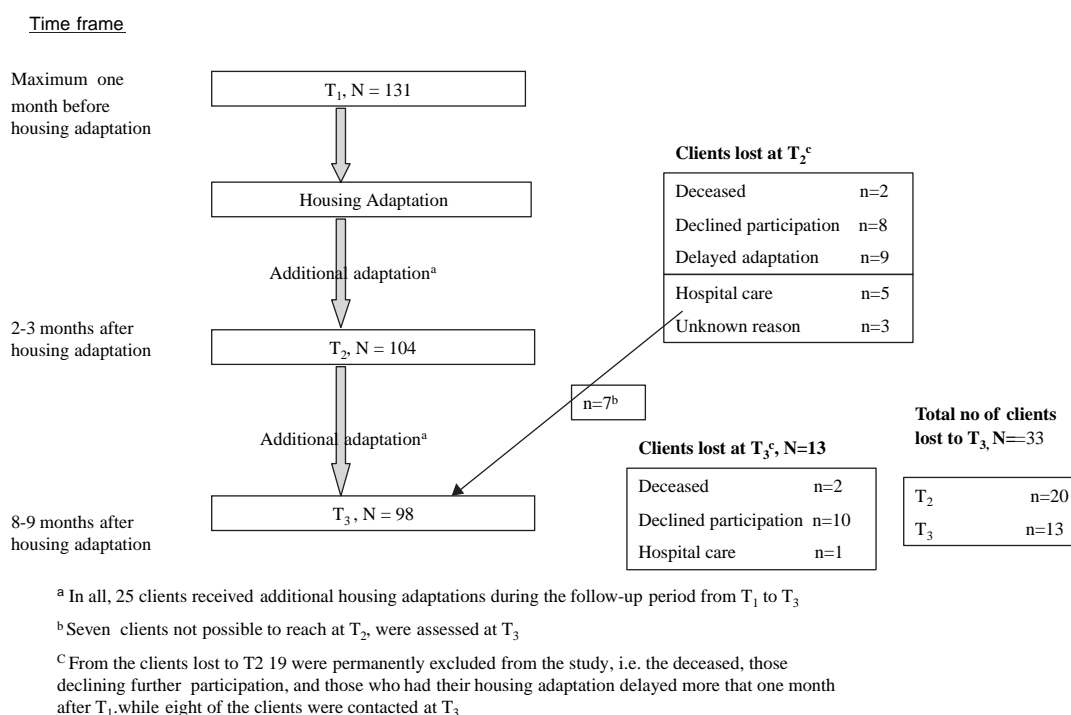 Time frame
Maximum one
month before
housing adaptation
T₁, N = 131
Housing Adaptation
Additional adaptationᵃ
2-3 months after
housing adaptation
T₂, N = 104
Additional adaptationᵃ
8-9 months after
housing adaptation
T₃ , N = 98
Clients lost at T₂ᶜ
Deceased n=2
Declined participation n=8
Delayed adaptation n=9
Hospital care n=5
Unknown reason n=3
n=7ᵇ
Clients lost at T₃ᶜ, N=13
Deceased n=2
Declined participation n=10
Hospital care n=1
Total no of clients
lost to T₃, N==33
T₂ n=20
T₃ n=13
ᵃ In all, 25 clients received additional housing adaptations during the follow-up period from T₁ to T₃
ᵇ Seven clients not possible to reach at T₂, were assessed at T₃
ᶜ From the clients lost to T2 19 were permanently excluded from the study, i.e. the deceased, those
declining further participation, and those who had their housing adaptation delayed more that one month
after T₁.while eight of the clients were contacted at T₃